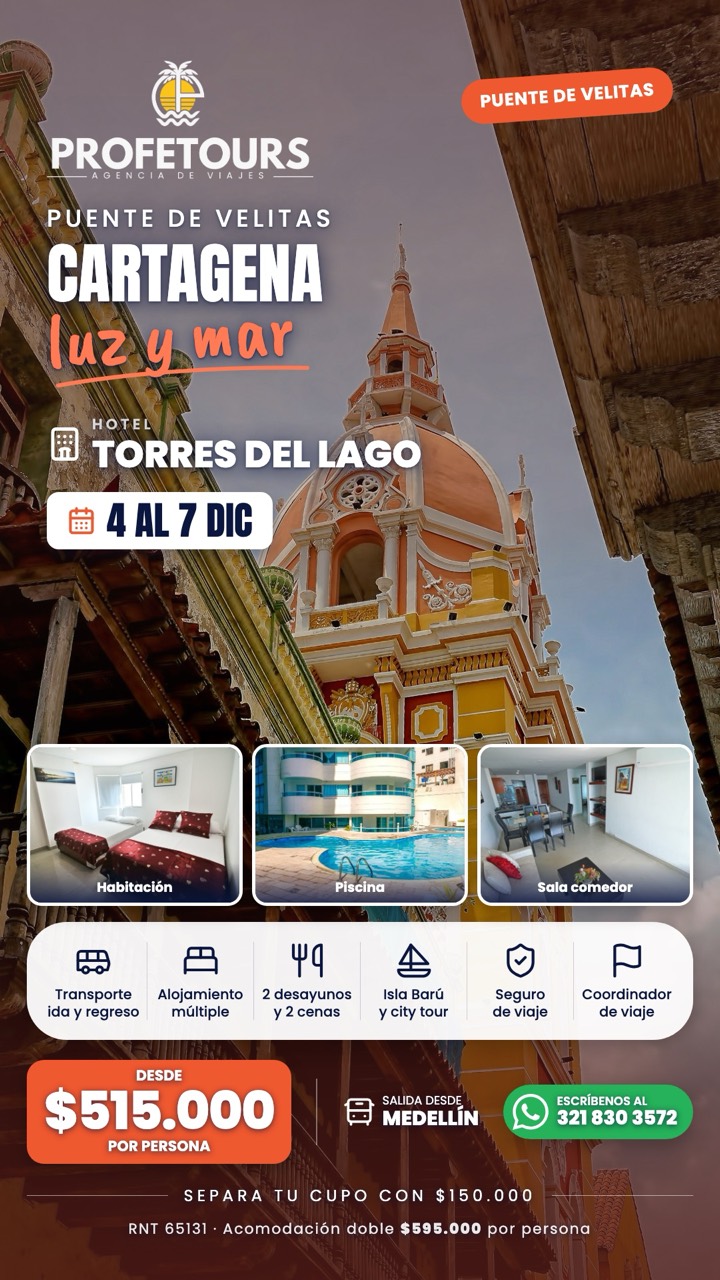 PUENTE DE VELITAS
PROFETOURS
AGENCIA DE VIAJES
PUENTE DE VELITAS
CARTAGENA
luz y mar
HOTEL
TORRES DEL LAGO
4 AL 7 DIC
Habitación
Piscina
Sala comedor
Transporte
ida y regreso
Alojamiento
múltiple
2 desayunos
y 2 cenas
Isla Barú
y city tour
Seguro
de viaje
Coordinador
de viaje
DESDE
$515.000
POR PERSONA
SALIDA DESDE
MEDELLÍN
ESCRÍBENOS AL
321 830 3572
SEPARA TU CUPO CON $150.000
RNT 65131 · Acomodación doble $595.000 por persona